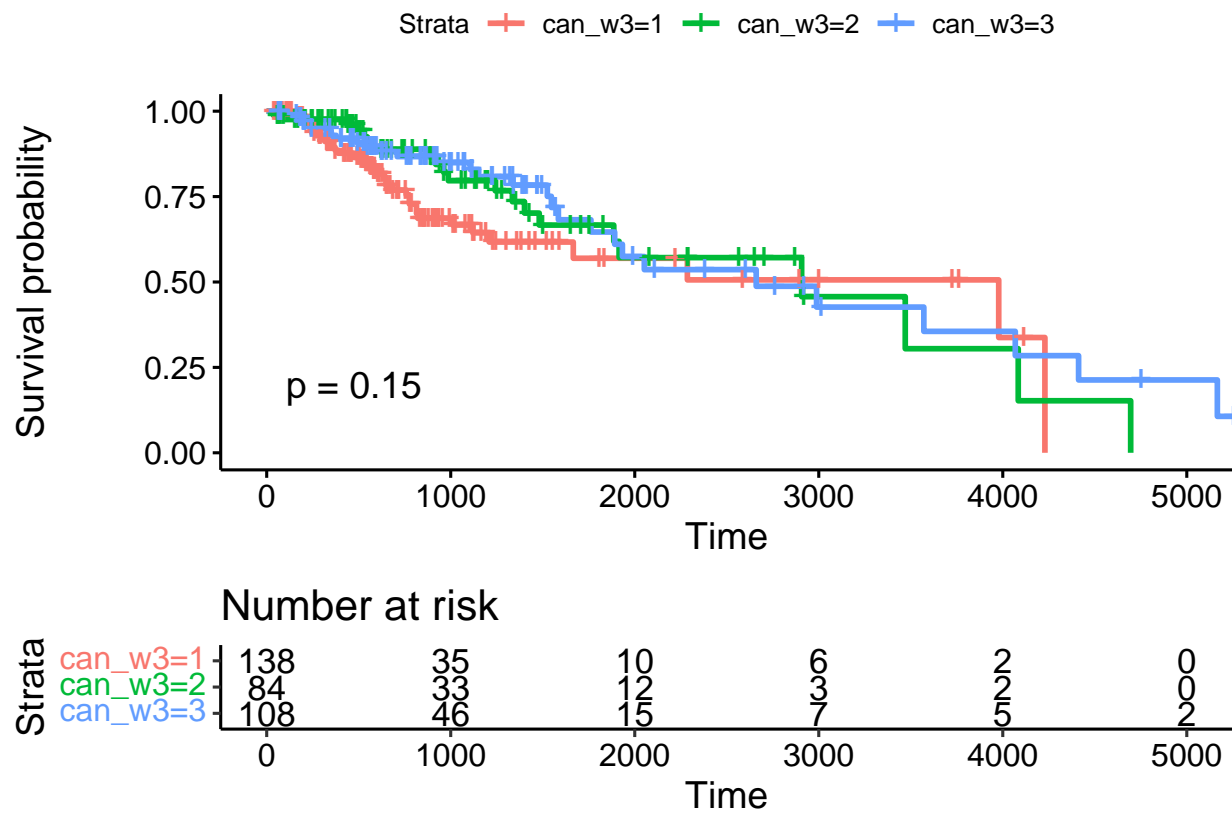 Strata can_w3=1 can_w3=2 can_w3=3
Survival probability
1.00
0.75
0.50
0.25
0.00
p = 0.15
0 1000 2000 3000 4000 5000
Time
Number at risk
Strata
can_w3=1 138 35 10 6 2 0
can_w3=2 84 33 12 3 2 0
can_w3=3 108 46 15 7 5 2
0 1000 2000 3000 4000 5000
Time